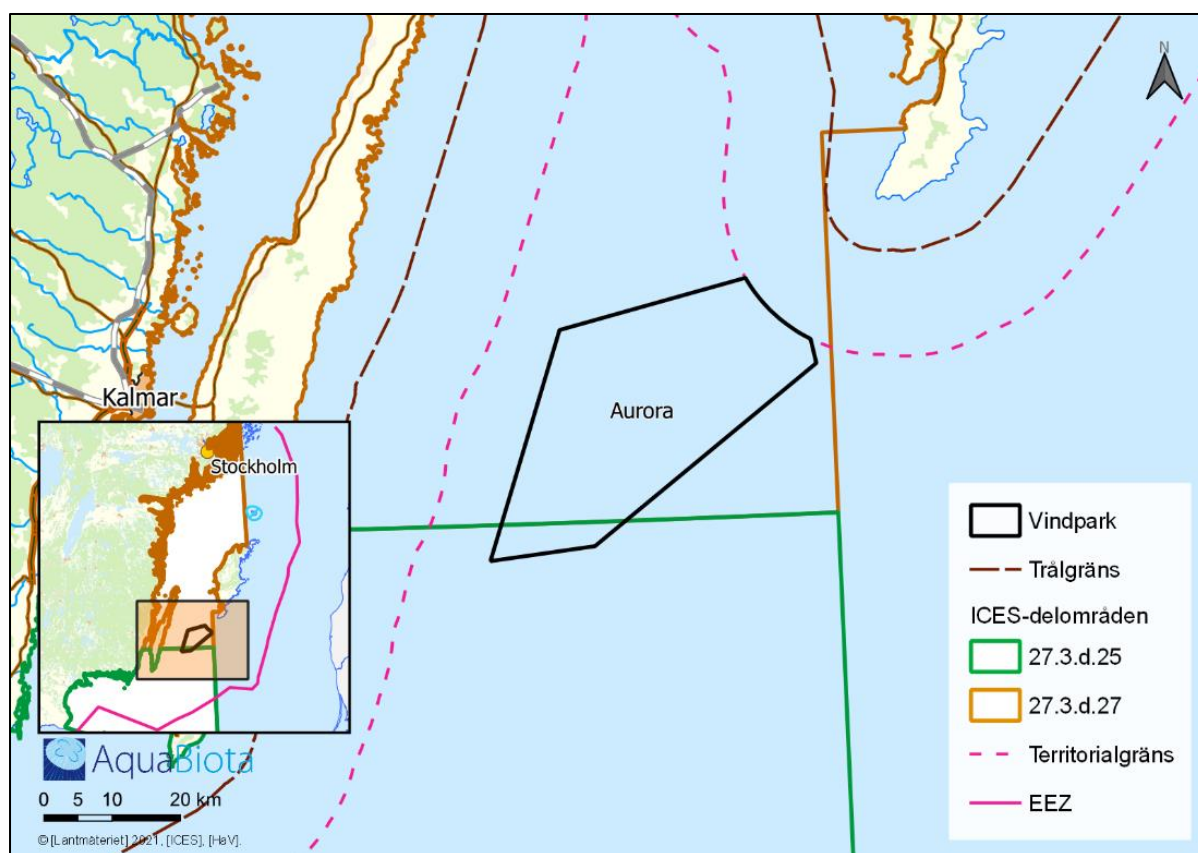 N
Kalmar
Aurora
Stockholm
Vindpark
Trålgräns
ICES-delområden
27.3.d.25
27.3.d.27
Territorialgräns
EEZ
AquaBiota
0 5 10 20 km
© [Lantmäteriet] 2021, [ICES], [HaV].